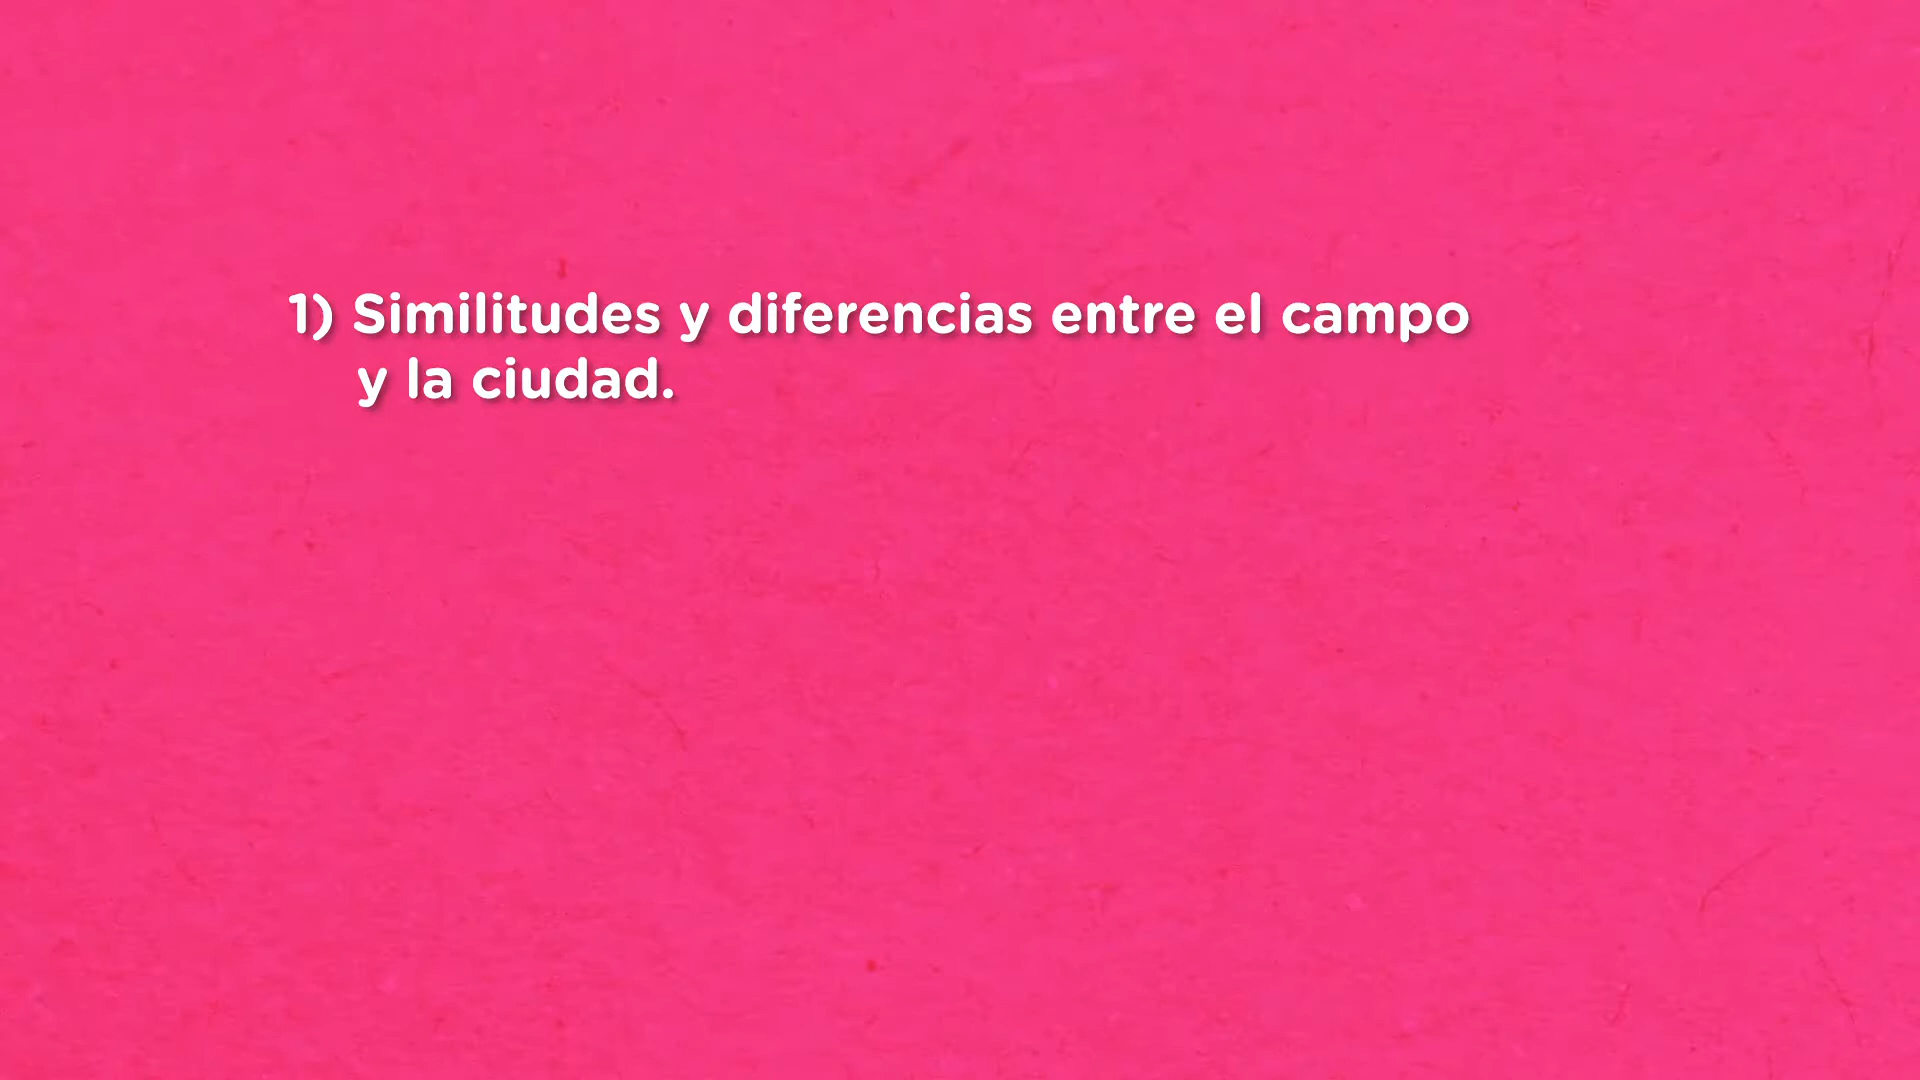 1) Similitudes y diferencias entre el campo
y la ciudad.